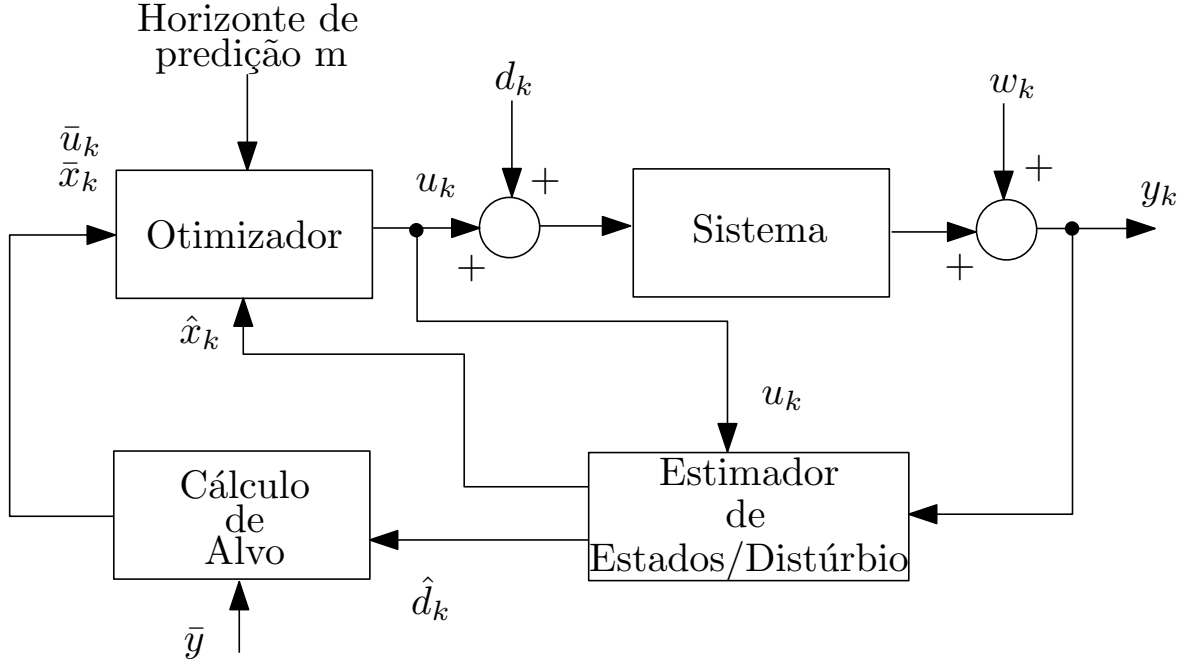 Horizonte de
predição m
d_k
w_k
ū_k
x̄_k
Otimizador
u_k
+
+
Sistema
+
+
y_k
x̂_k
u_k
Cálculo
de
Alvo
Estimador
de
Estados/Distúrbio
d̂_k
ȳ